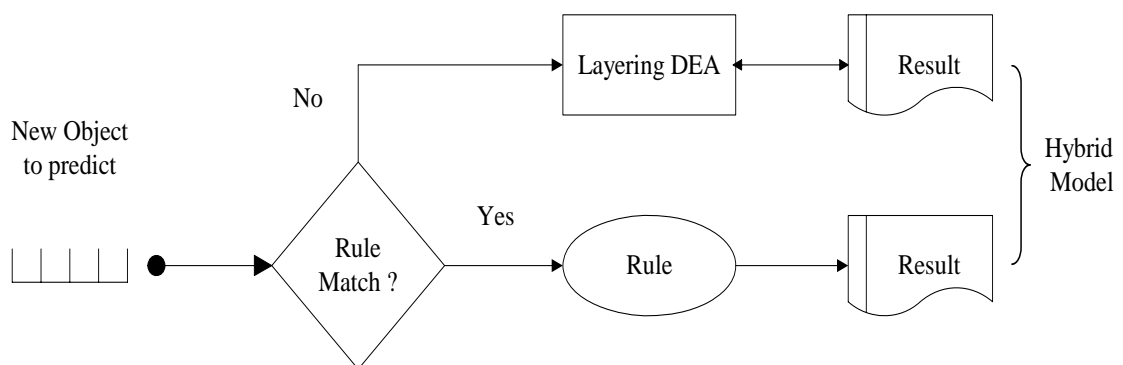 Layering DEA
Result
No
New Object
to predict
Hybrid
Model
Yes
Rule
Match ?
Rule
Result